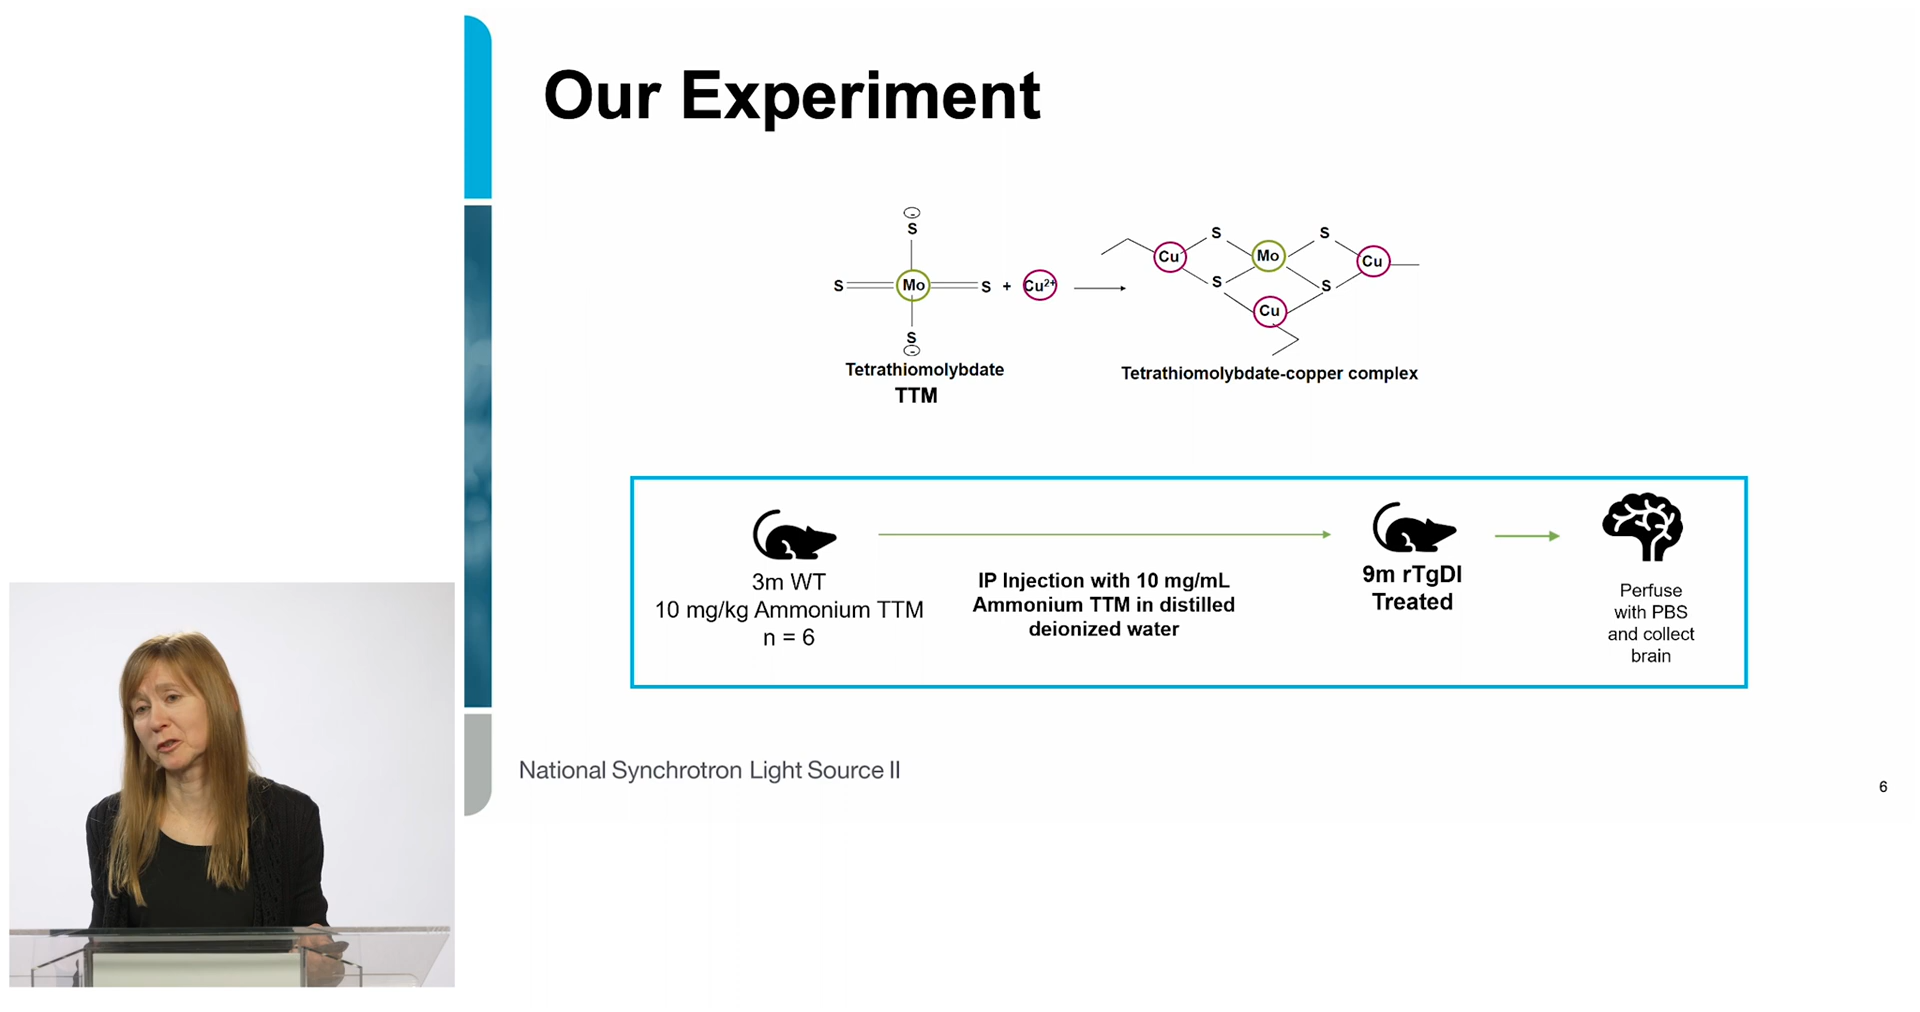 Our Experiment
S
S Mo S + Cu²⁺
S
Tetrathiomolybdate
TTM
S S
Cu Mo Cu
S S
Cu
Tetrathiomolybdate-copper complex
3m WT
10 mg/kg Ammonium TTM
n = 6
IP Injection with 10 mg/mL
Ammonium TTM in distilled
deionized water
9m rTgDI
Treated
Perfuse
with PBS
and collect
brain
National Synchrotron Light Source II
6